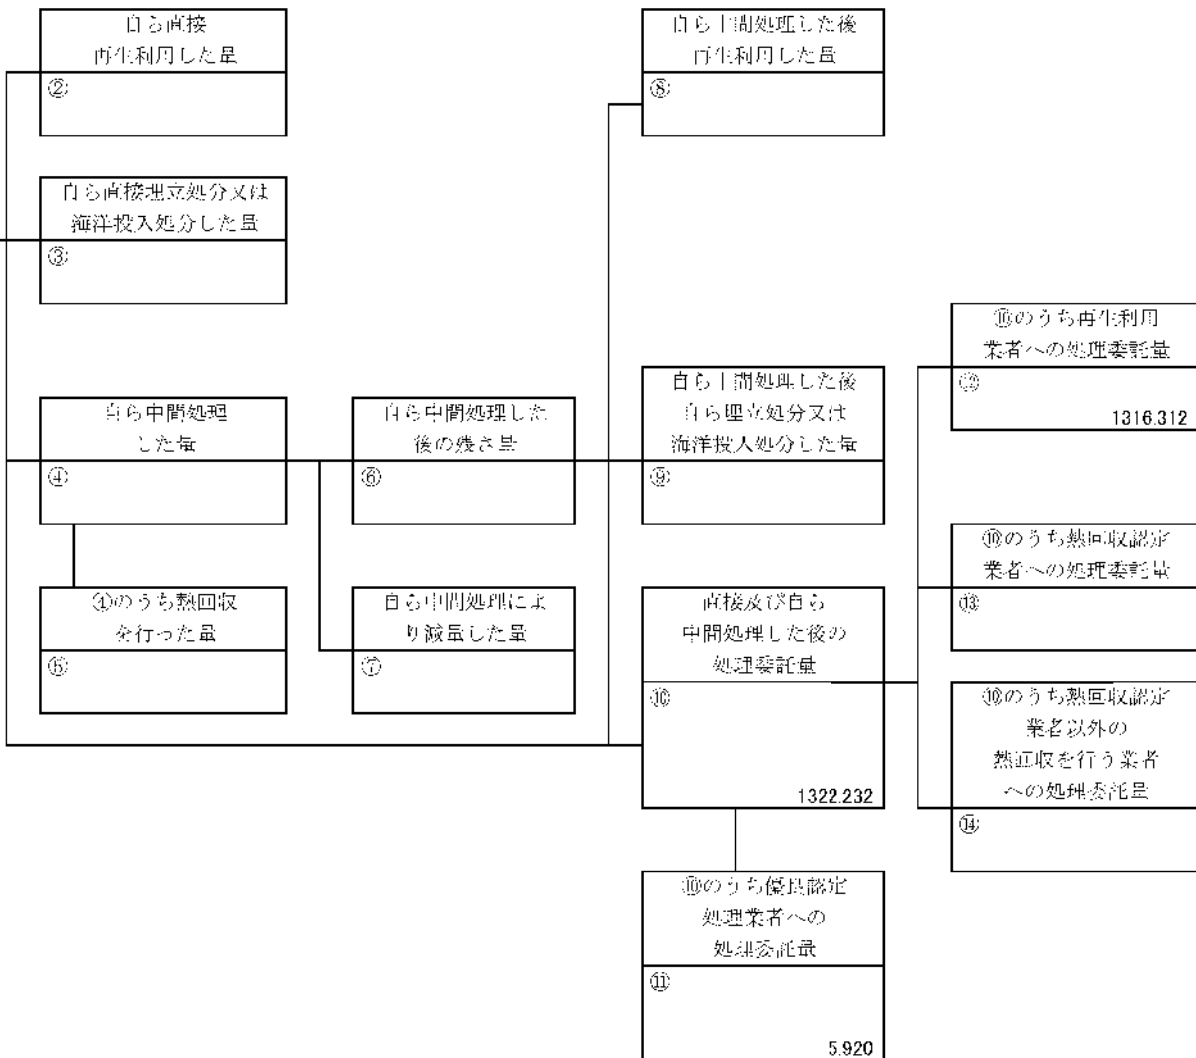 自ら直接
再生利用した量
②
自ら中間処理した後
再生利用した量
⑧
自ら直接埋立処分又は
海洋投入処分した量
③
⑩のうち再生利用
業者への処理委託量
⑫
1316.312
自ら中間処理
した量
④
自ら中間処理した
後の残さ量
⑥
自ら中間処理した後
自ら埋立処分又は
海洋投入処分した量
⑨
⑩のうち熱回収認定
業者への処理委託量
⑬
④のうち熱回収
を行った量
⑤
自ら中間処理によ
り減量した量
⑦
直接及び自ら
中間処理した後の
処理委託量
⑩
1322.232
⑩のうち熱回収認定
業者以外の
熱回収を行う業者
への処理委託量
⑭
⑩のうち優良認定
処理業者への
処理委託量
⑪
5.920